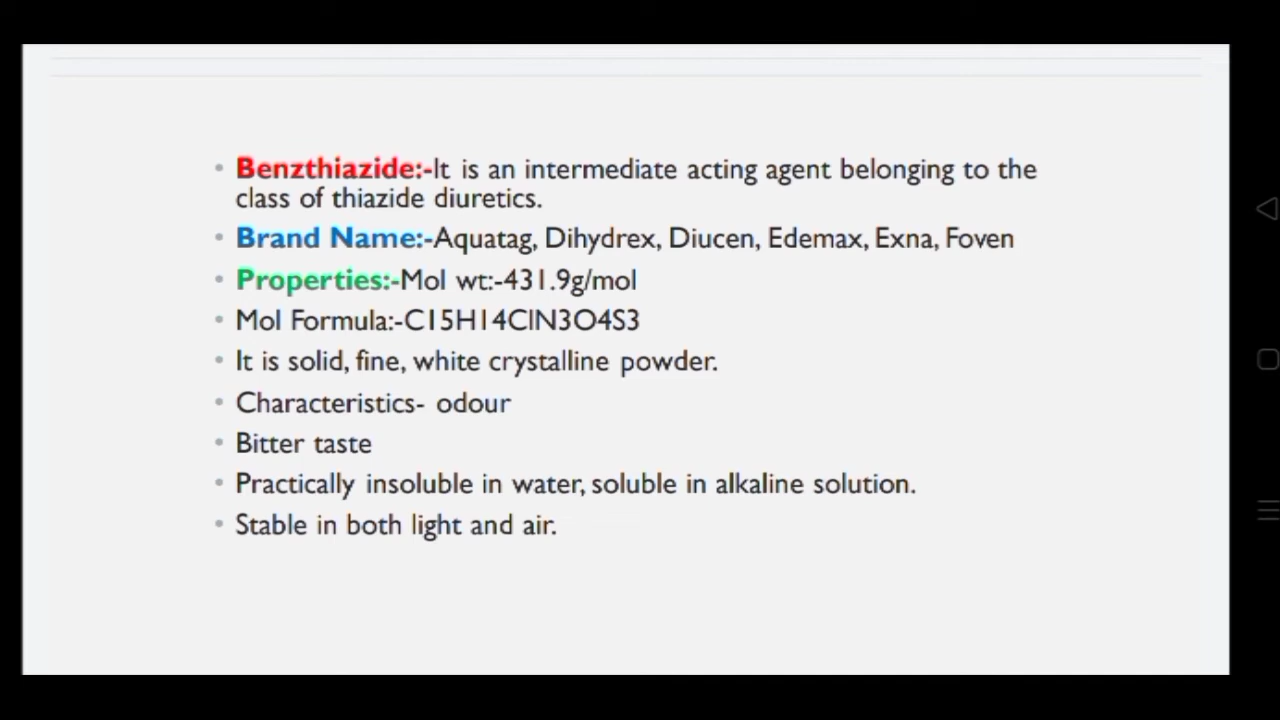 • Benzthiazide:-It is an intermediate acting agent belonging to the
class of thiazide diuretics.
• Brand Name:-Aquatag, Dihydrex, Diucen, Edemax, Exna, Foven
• Properties:-Mol wt:-431.9g/mol
• Mol Formula:-C15H14ClN3O4S3
• It is solid, fine, white crystalline powder.
• Characteristics- odour
• Bitter taste
• Practically insoluble in water, soluble in alkaline solution.
• Stable in both light and air.